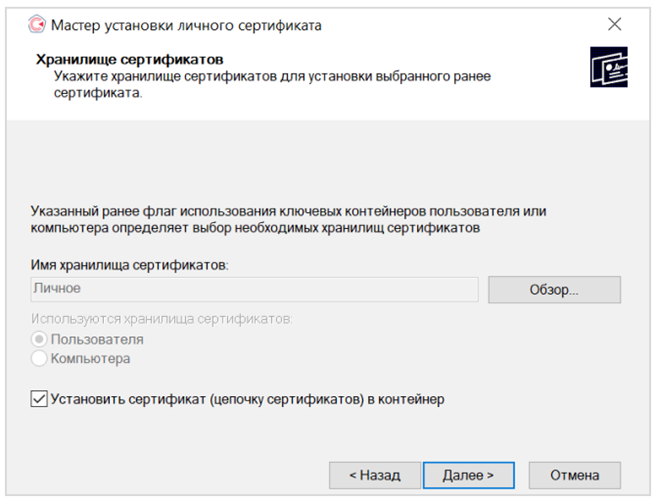 Мастер установки личного сертификата
Хранилище сертификатов
Укажите хранилище сертификатов для установки выбранного ранее
сертификата.
Указанный ранее флаг использования ключевых контейнеров пользователя или
компьютера определяет выбор необходимых хранилищ сертификатов
Имя хранилища сертификатов:
Личное
Обзор...
Используются хранилища сертификатов:
Пользователя
Компьютера
Установить сертификат (цепочку сертификатов) в контейнер
< Назад
Далее >
Отмена